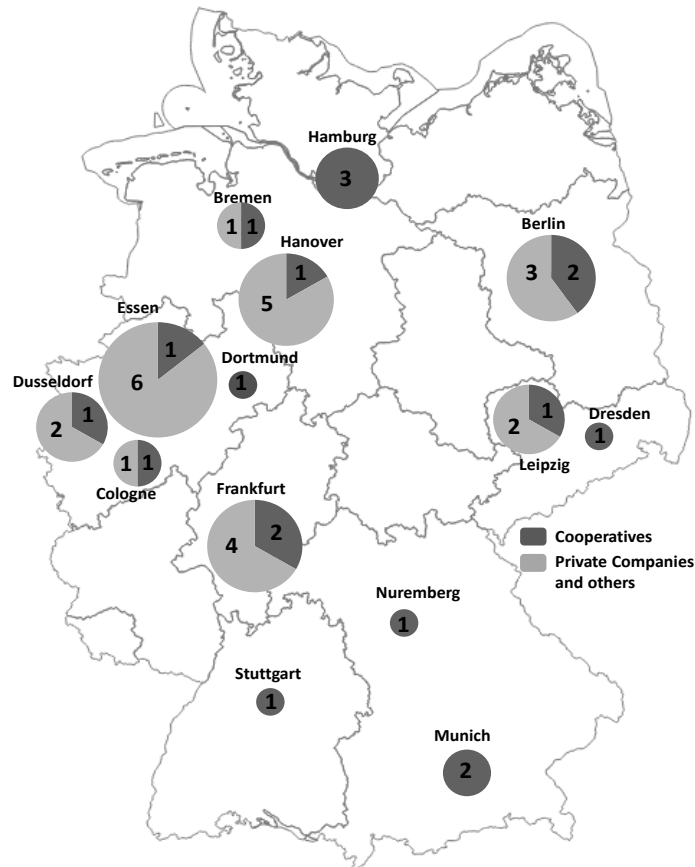 Hamburg
3
Bremen
1 1
Hanover
1
5
Berlin
3 2
Essen
1
6
Dortmund
1
Dusseldorf
1
2
1 1
Cologne
1
2
Leipzig
Dresden
1
Frankfurt
2
4
Cooperatives
Private Companies
and others
Nuremberg
1
Stuttgart
1
Munich
2